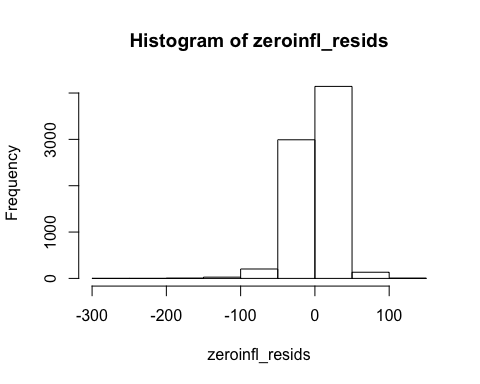 Histogram of zeroinfl_resids
Frequency
3000
1000
0
-300 -200 -100 0 100
zeroinfl_resids